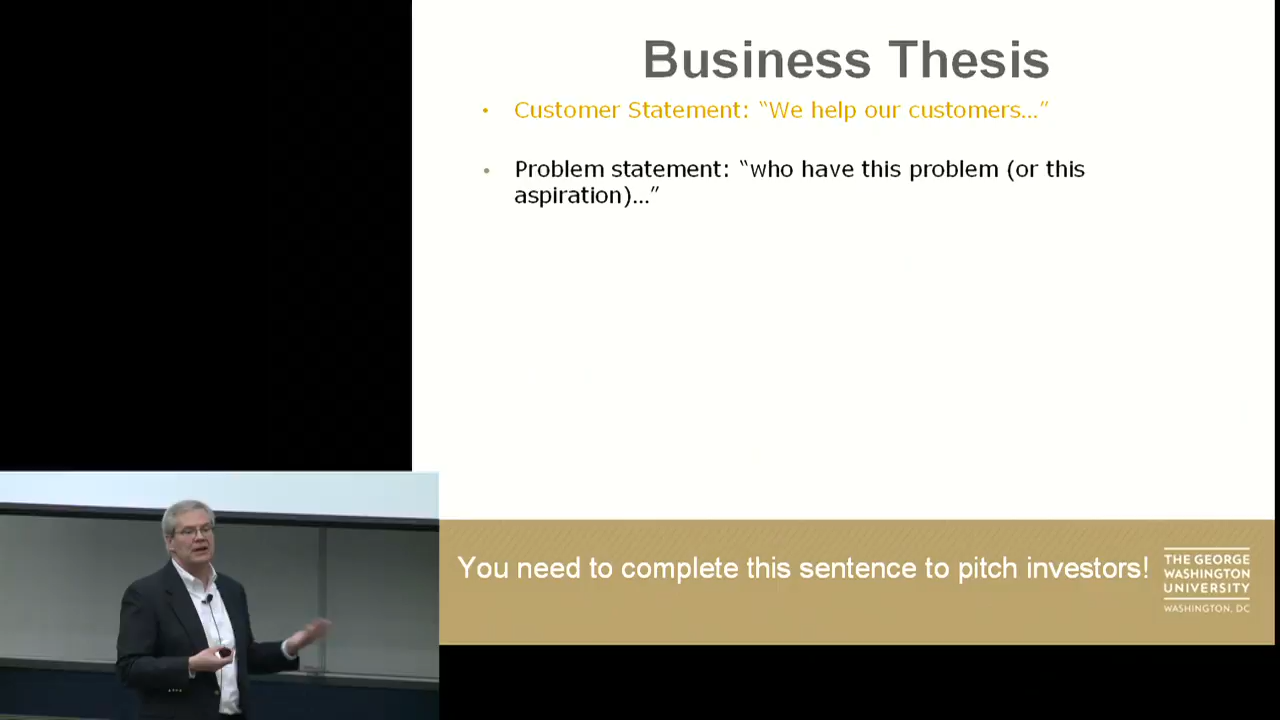 Business Thesis
• Customer Statement: “We help our customers…”
• Problem statement: “who have this problem (or this
aspiration)…”
You need to complete this sentence to pitch investors!
THE GEORGE
WASHINGTON
UNIVERSITY
WASHINGTON, DC